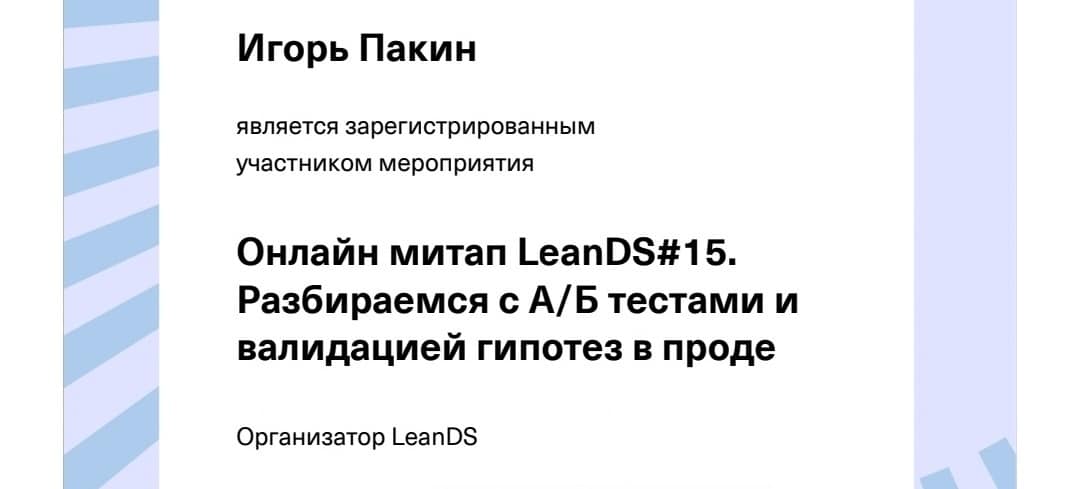 Игорь Пакин
является зарегистрированным
участником мероприятия
Онлайн митап LeanDS#15.
Разбираемся с А/Б тестами и
валидацией гипотез в проде
Организатор LeanDS